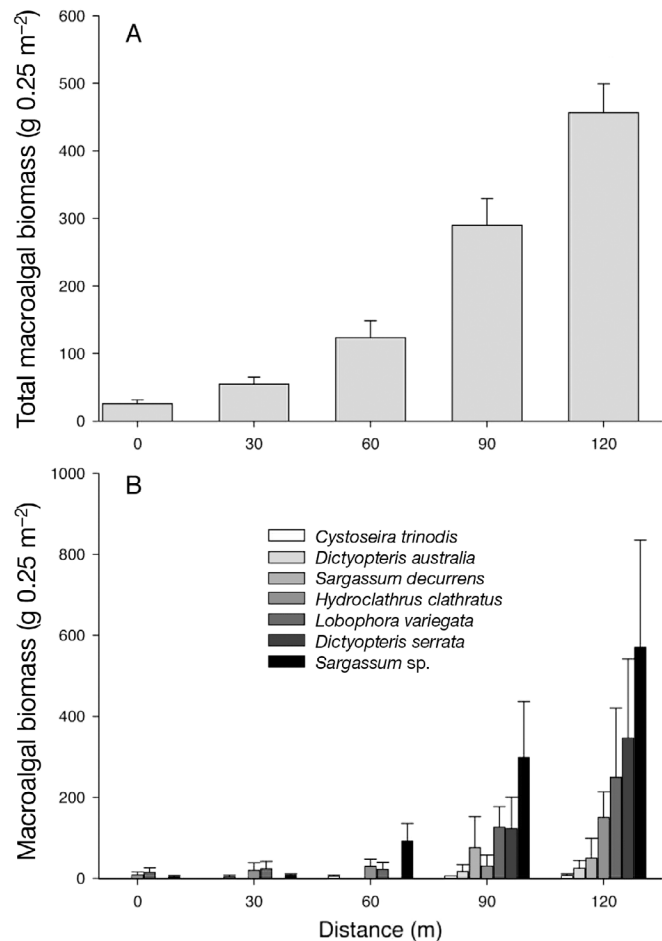 A
Total macroalgal biomass (g 0.25 m⁻²)
600
500
400
300
200
100
0
0 30 60 90 120
B
Macroalgal biomass (g 0.25 m⁻²)
1000
800
600
400
200
0
Cystoseira trinodis
Dictyopteris australia
Sargassum decurrens
Hydroclathrus clathratus
Lobophora variegata
Dictyopteris serrata
Sargassum sp.
0 30 60 90 120
Distance (m)